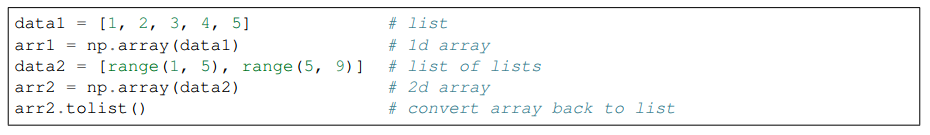 data1 = [1, 2, 3, 4, 5] # list
arr1 = np.array(data1) # 1d array
data2 = [range(1, 5), range(5, 9)] # list of lists
arr2 = np.array(data2) # 2d array
arr2.tolist() # convert array back to list